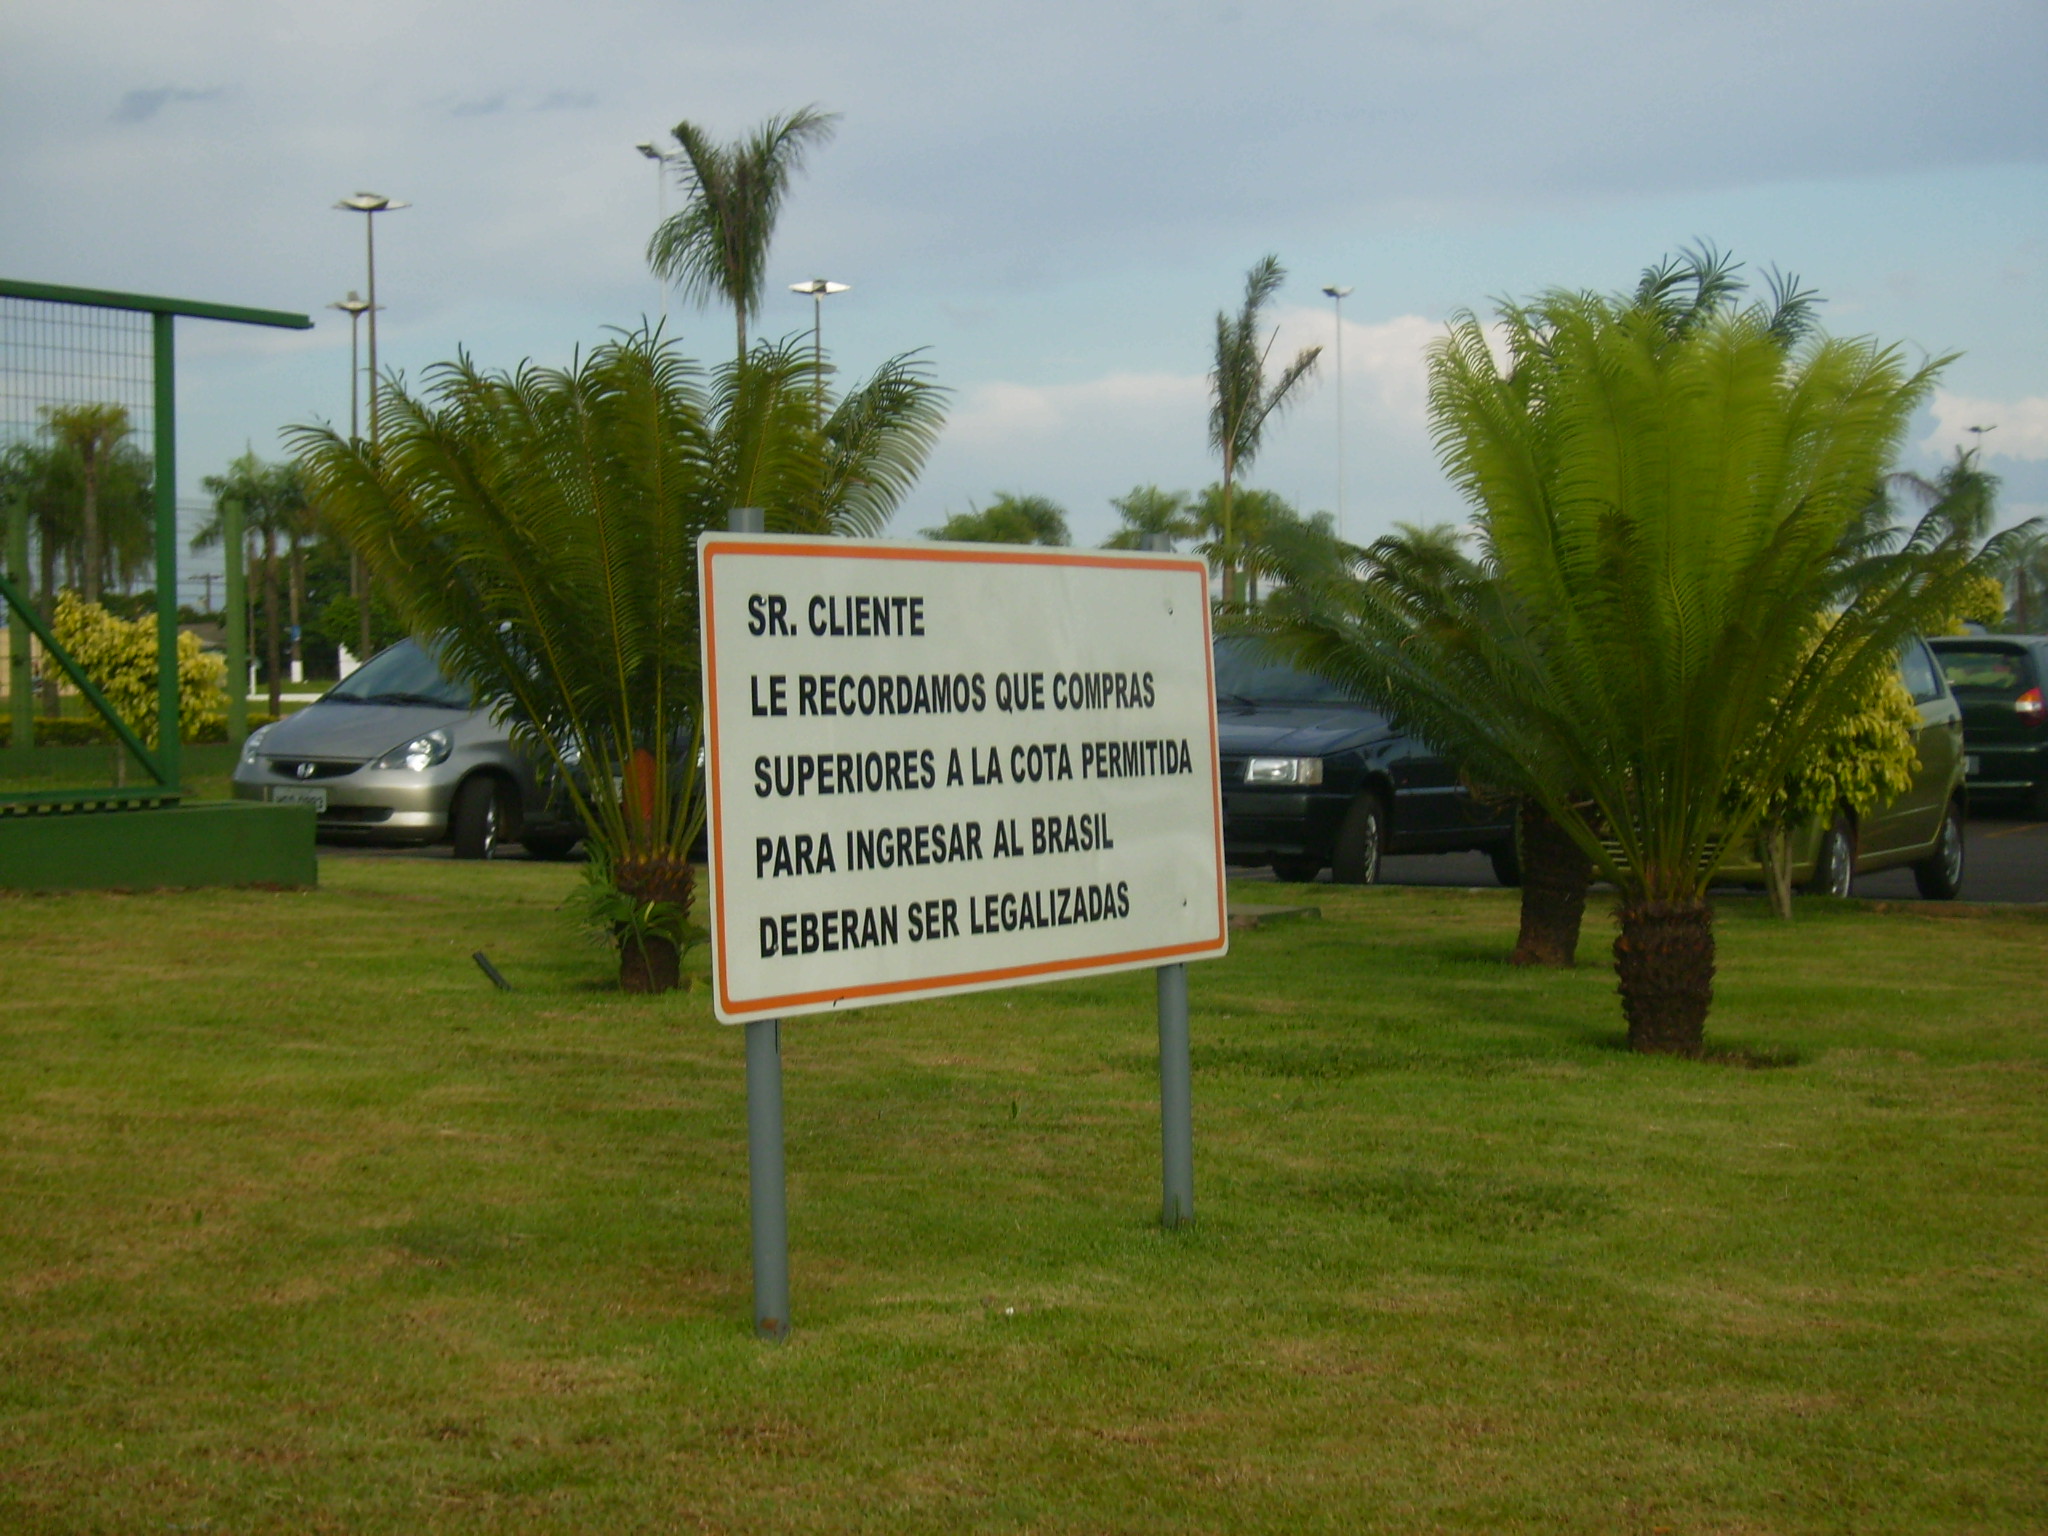 SR. CLIENTE
LE RECORDAMOS QUE COMPRAS
SUPERIORES A LA COTA PERMITIDA
PARA INGRESAR AL BRASIL
DEBERAN SER LEGALIZADAS